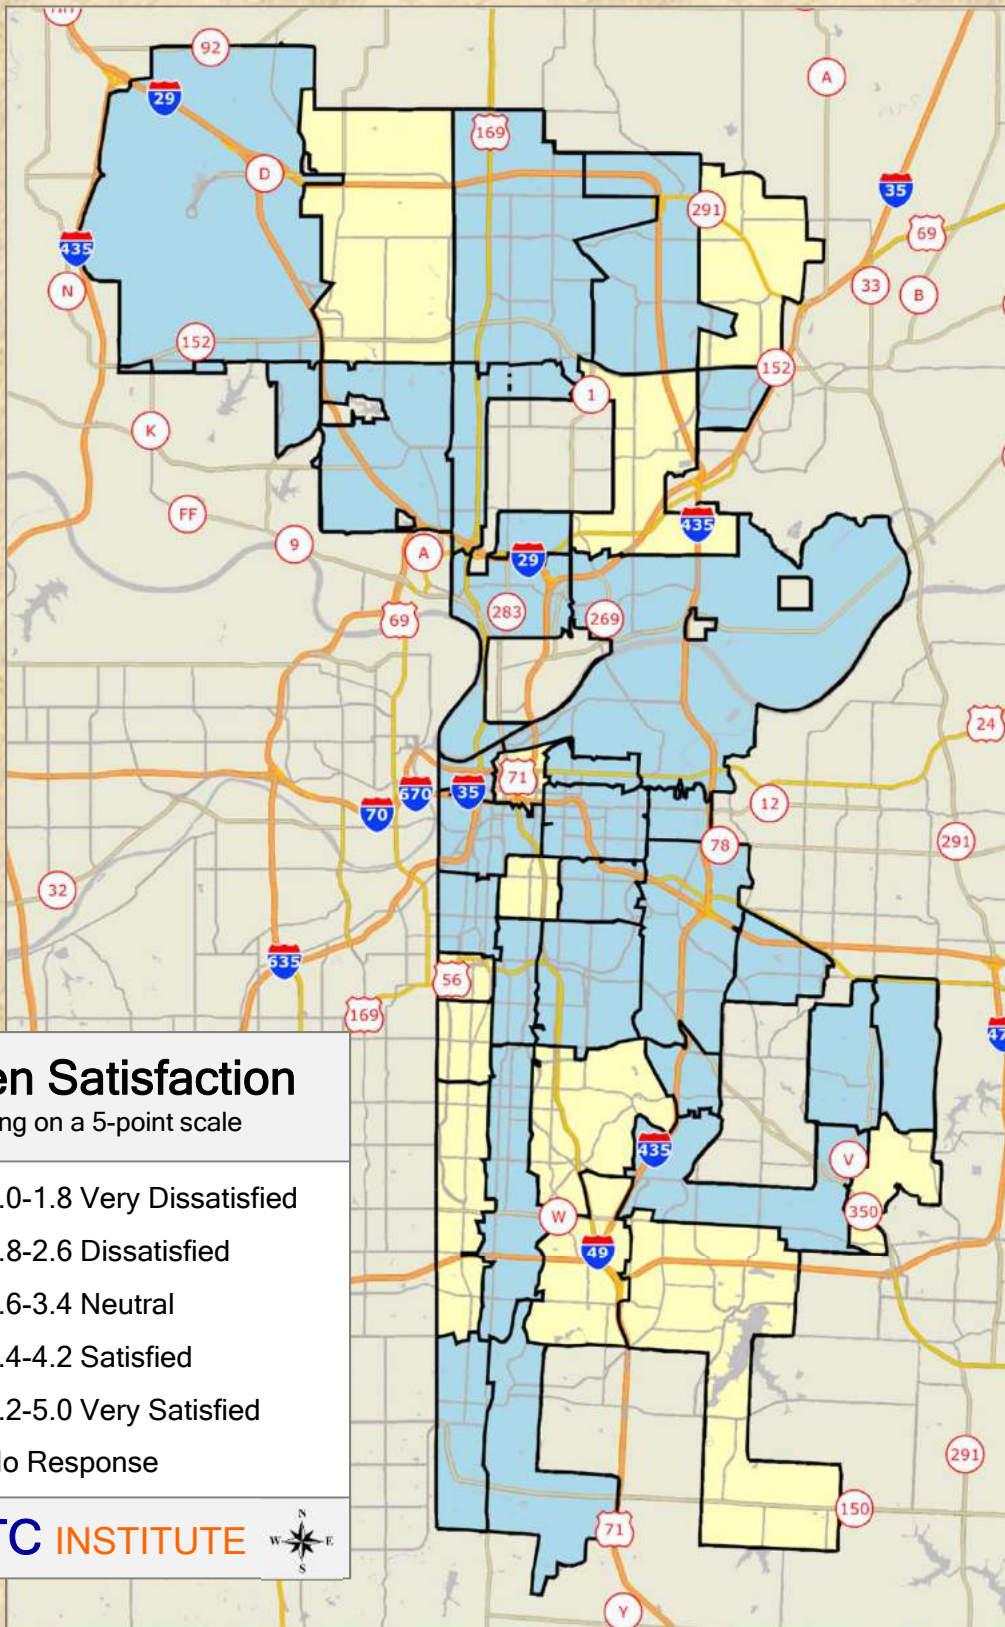 92
29
169
A
D
291
35
69
435
N
33
B
152
152
1
K
FF
435
9
A
29
283
269
69
24
71
670
35
70
12
78
291
32
635
56
169
47
en Satisfaction
ng on a 5-point scale
435
V
.0-1.8 Very Dissatisfied
350
W
.8-2.6 Dissatisfied
49
.6-3.4 Neutral
.4-4.2 Satisfied
.2-5.0 Very Satisfied
o Response
291
150
TC INSTITUTE
N
W E
S
71
Y